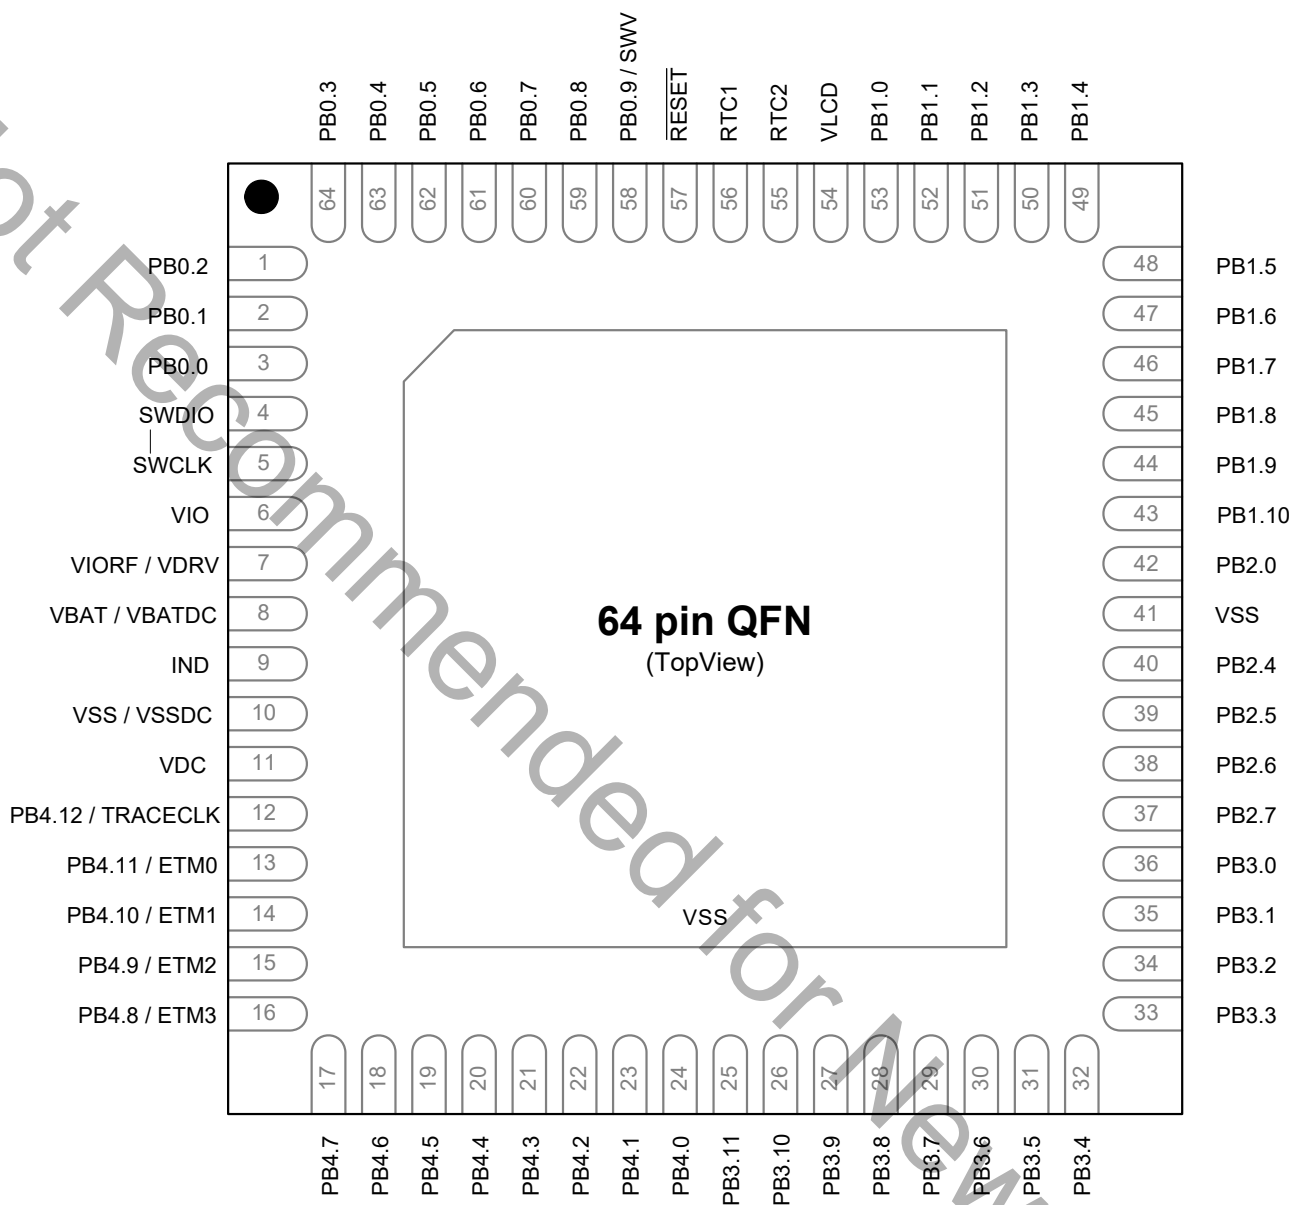 PB0.3
PB0.4
PB0.5
PB0.6
PB0.7
PB0.8
PB0.9 / SWV
RESET
RTC1
RTC2
VLCD
PB1.0
PB1.1
PB1.2
PB1.3
PB1.4
64
63
62
61
60
59
58
57
56
55
54
53
52
51
50
49
PB0.2 1
PB0.1 2
PB0.0 3
SWDIO 4
SWCLK 5
VIO 6
VIORF / VDRV 7
VBAT / VBATDC 8
IND 9
VSS / VSSDC 10
VDC 11
PB4.12 / TRACECLK 12
PB4.11 / ETM0 13
PB4.10 / ETM1 14
PB4.9 / ETM2 15
PB4.8 / ETM3 16
64 pin QFN
(TopView)
VSS
48 PB1.5
47 PB1.6
46 PB1.7
45 PB1.8
44 PB1.9
43 PB1.10
42 PB2.0
41 VSS
40 PB2.4
39 PB2.5
38 PB2.6
37 PB2.7
36 PB3.0
35 PB3.1
34 PB3.2
33 PB3.3
17
18
19
20
21
22
23
24
25
26
27
28
29
30
31
32
PB4.7
PB4.6
PB4.5
PB4.4
PB4.3
PB4.2
PB4.1
PB4.0
PB3.11
PB3.10
PB3.9
PB3.8
PB3.7
PB3.6
PB3.5
PB3.4
Recommended for New